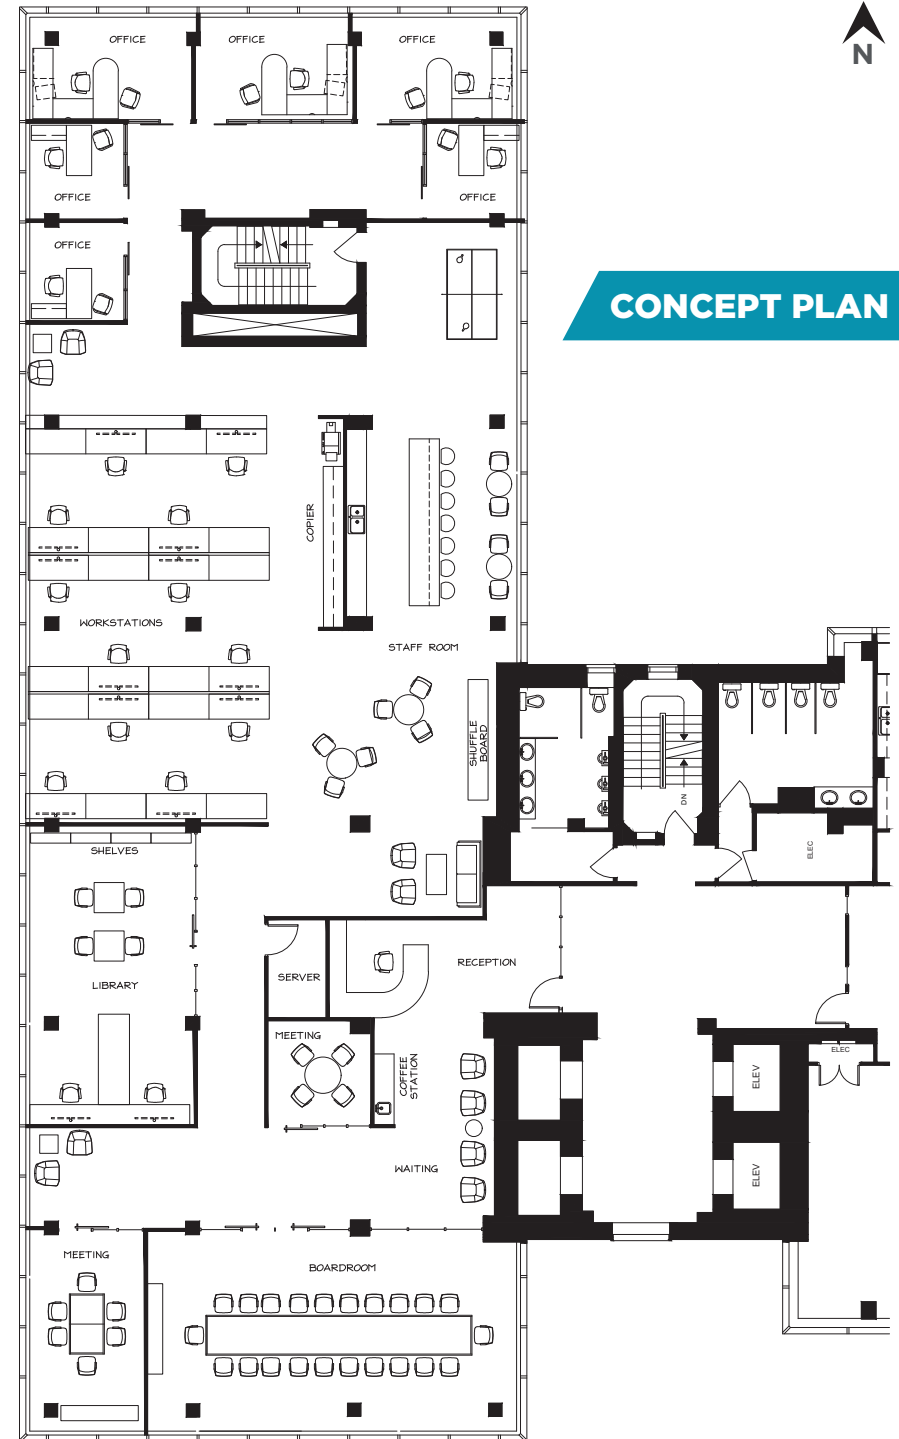 OFFICE
OFFICE
OFFICE
N
OFFICE
OFFICE
OFFICE
CONCEPT PLAN
COPIER
WORKSTATIONS
STAFF ROOM
SHUFFLE
BOARD
DN
SHELVES
ELEC
LIBRARY
SERVER
RECEPTION
MEETING
COFFEE
STATION
ELEC
ELEV
WAITING
ELEV
MEETING
BOARDROOM